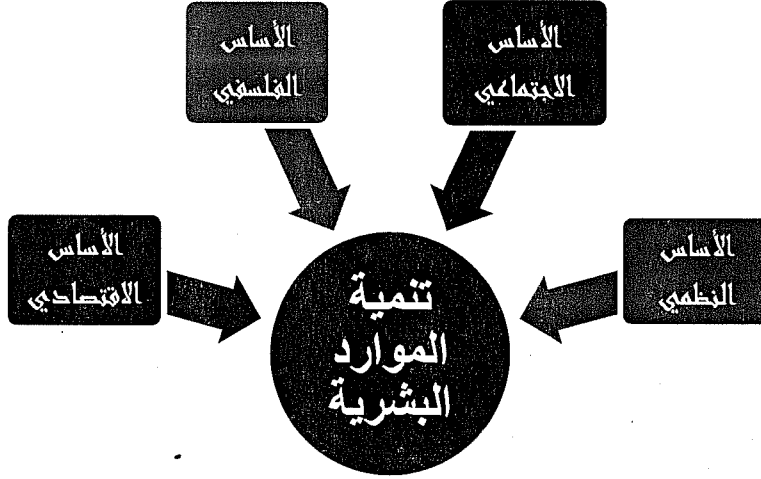 الأساس
الاجتماعي
الأساس
الفلسفي
الأساس
النظمي
الأساس
الاقتصادي
تنمية
الموارد
البشرية